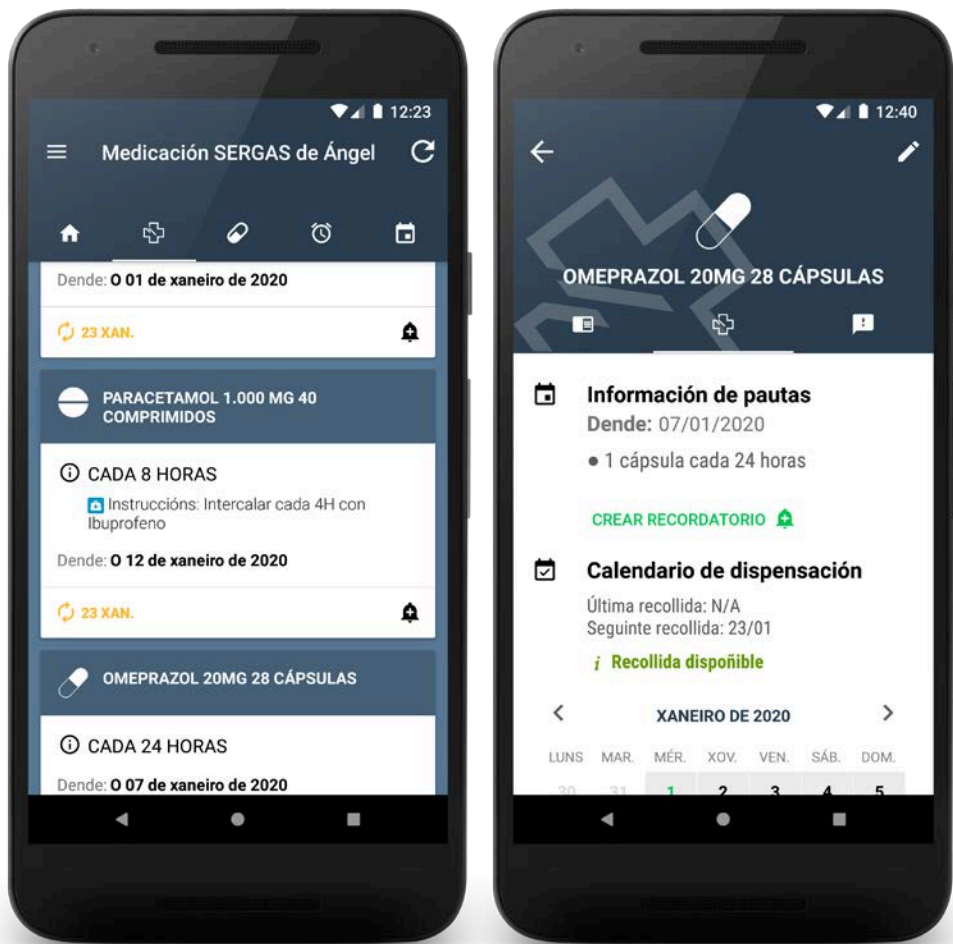 12:23
Medicación SERGAS de Ángel
Dende: O 01 de xaneiro de 2020
23 XAN.
PARACETAMOL 1.000 MG 40
COMPRIMIDOS
CADA 8 HORAS
Instruccións: Intercalar cada 4H con
Ibuprofeno
Dende: O 12 de xaneiro de 2020
23 XAN.
OMEPRAZOL 20MG 28 CÁPSULAS
CADA 24 HORAS
Dende: O 07 de xaneiro de 2020
12:40
OMEPRAZOL 20MG 28 CÁPSULAS
Información de pautas
Dende: 07/01/2020
● 1 cápsula cada 24 horas
CREAR RECORDATORIO
Calendario de dispensación
Última recollida: N/A
Seguinte recollida: 23/01
i Recollida dispoñible
XANEIRO DE 2020
LUNS MAR. MÉR. XOV. VEN. SÁB. DOM.
30 31 1 2 3 4 5